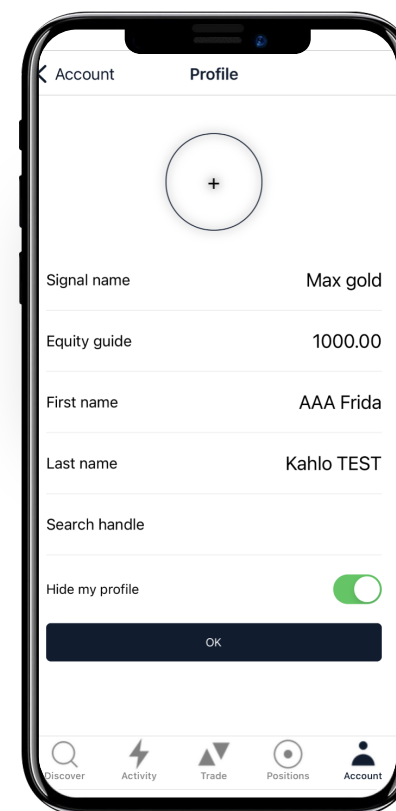 Account Profile
+
Signal name Max gold
Equity guide 1000.00
First name AAA Frida
Last name Kahlo TEST
Search handle
Hide my profile
OK
Discover Activity Trade Positions Account